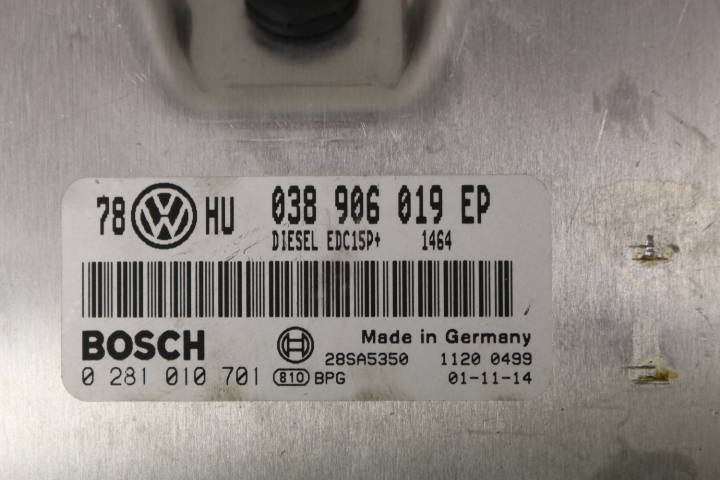 78 VW HU 038 906 019 EP
DIESEL EDC15P+ 1464
BOSCH Made in Germany
28SA5350 1120 0499
0 281 010 701 810 BPG 01-11-14